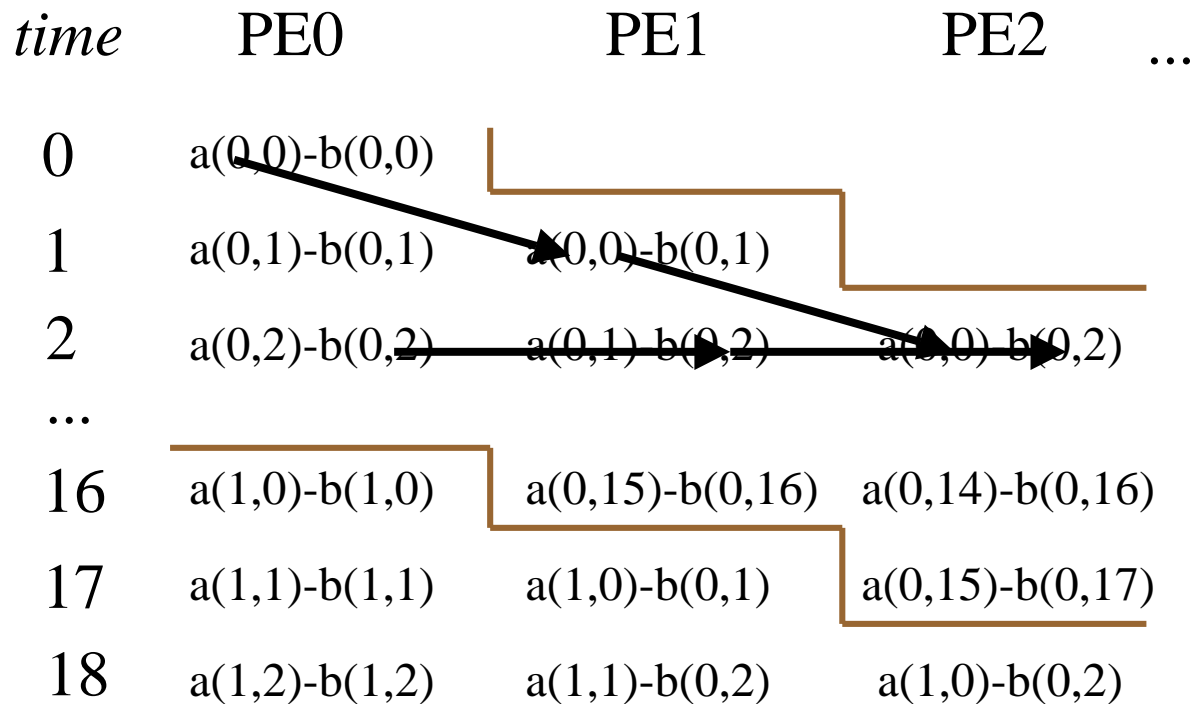 time PE0 PE1 PE2 ...
0 a(0,0)-b(0,0)
1 a(0,1)-b(0,1) a(0,0)-b(0,1)
2 a(0,2)-b(0,2) a(0,1)-b(0,2) a(0,0)-b(0,2)
...
16 a(1,0)-b(1,0) a(0,15)-b(0,16) a(0,14)-b(0,16)
17 a(1,1)-b(1,1) a(1,0)-b(0,1) a(0,15)-b(0,17)
18 a(1,2)-b(1,2) a(1,1)-b(0,2) a(1,0)-b(0,2)